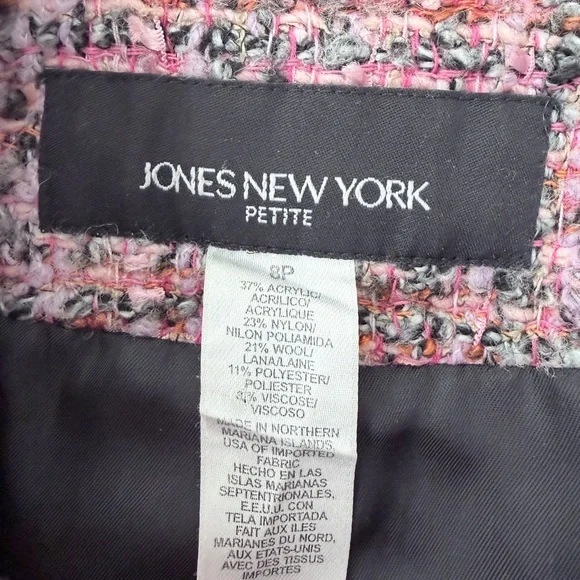 JONES NEW YORK
PETITE
8P
37% ACRYLIC/
ACRILICO/
ACRYLIQUE
23% NYLON/
NILON POLIAMIDA
21% WOOL/
LANA/LAINE
11% POLYESTER/
POLIESTER
8% VISCOSE/
VISCOSO
MADE IN NORTHERN
MARIANA ISLANDS,
USA OF IMPORTED
FABRIC
HECHO EN LAS
ISLAS MARIANAS
SEPTENTRIONALES,
E.E.U.U. CON
TELA IMPORTADA
FAIT AUX ILES
MARIANES DU NORD,
AUX ETATS-UNIS
AVEC DES TISSUS
IMPORTES